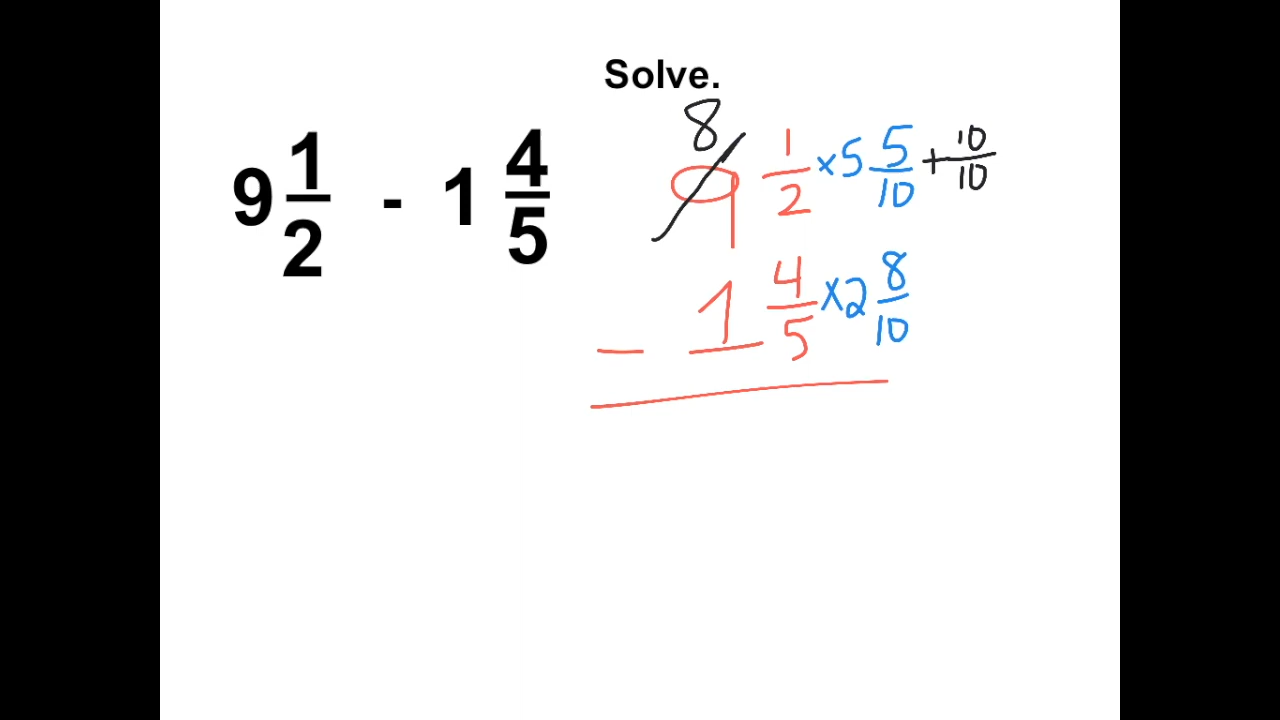 Solve.
9 1/2 - 1 4/5
8
9 1/2 ×5 5/10 + 10/10
- 1 4/5 ×2 8/10